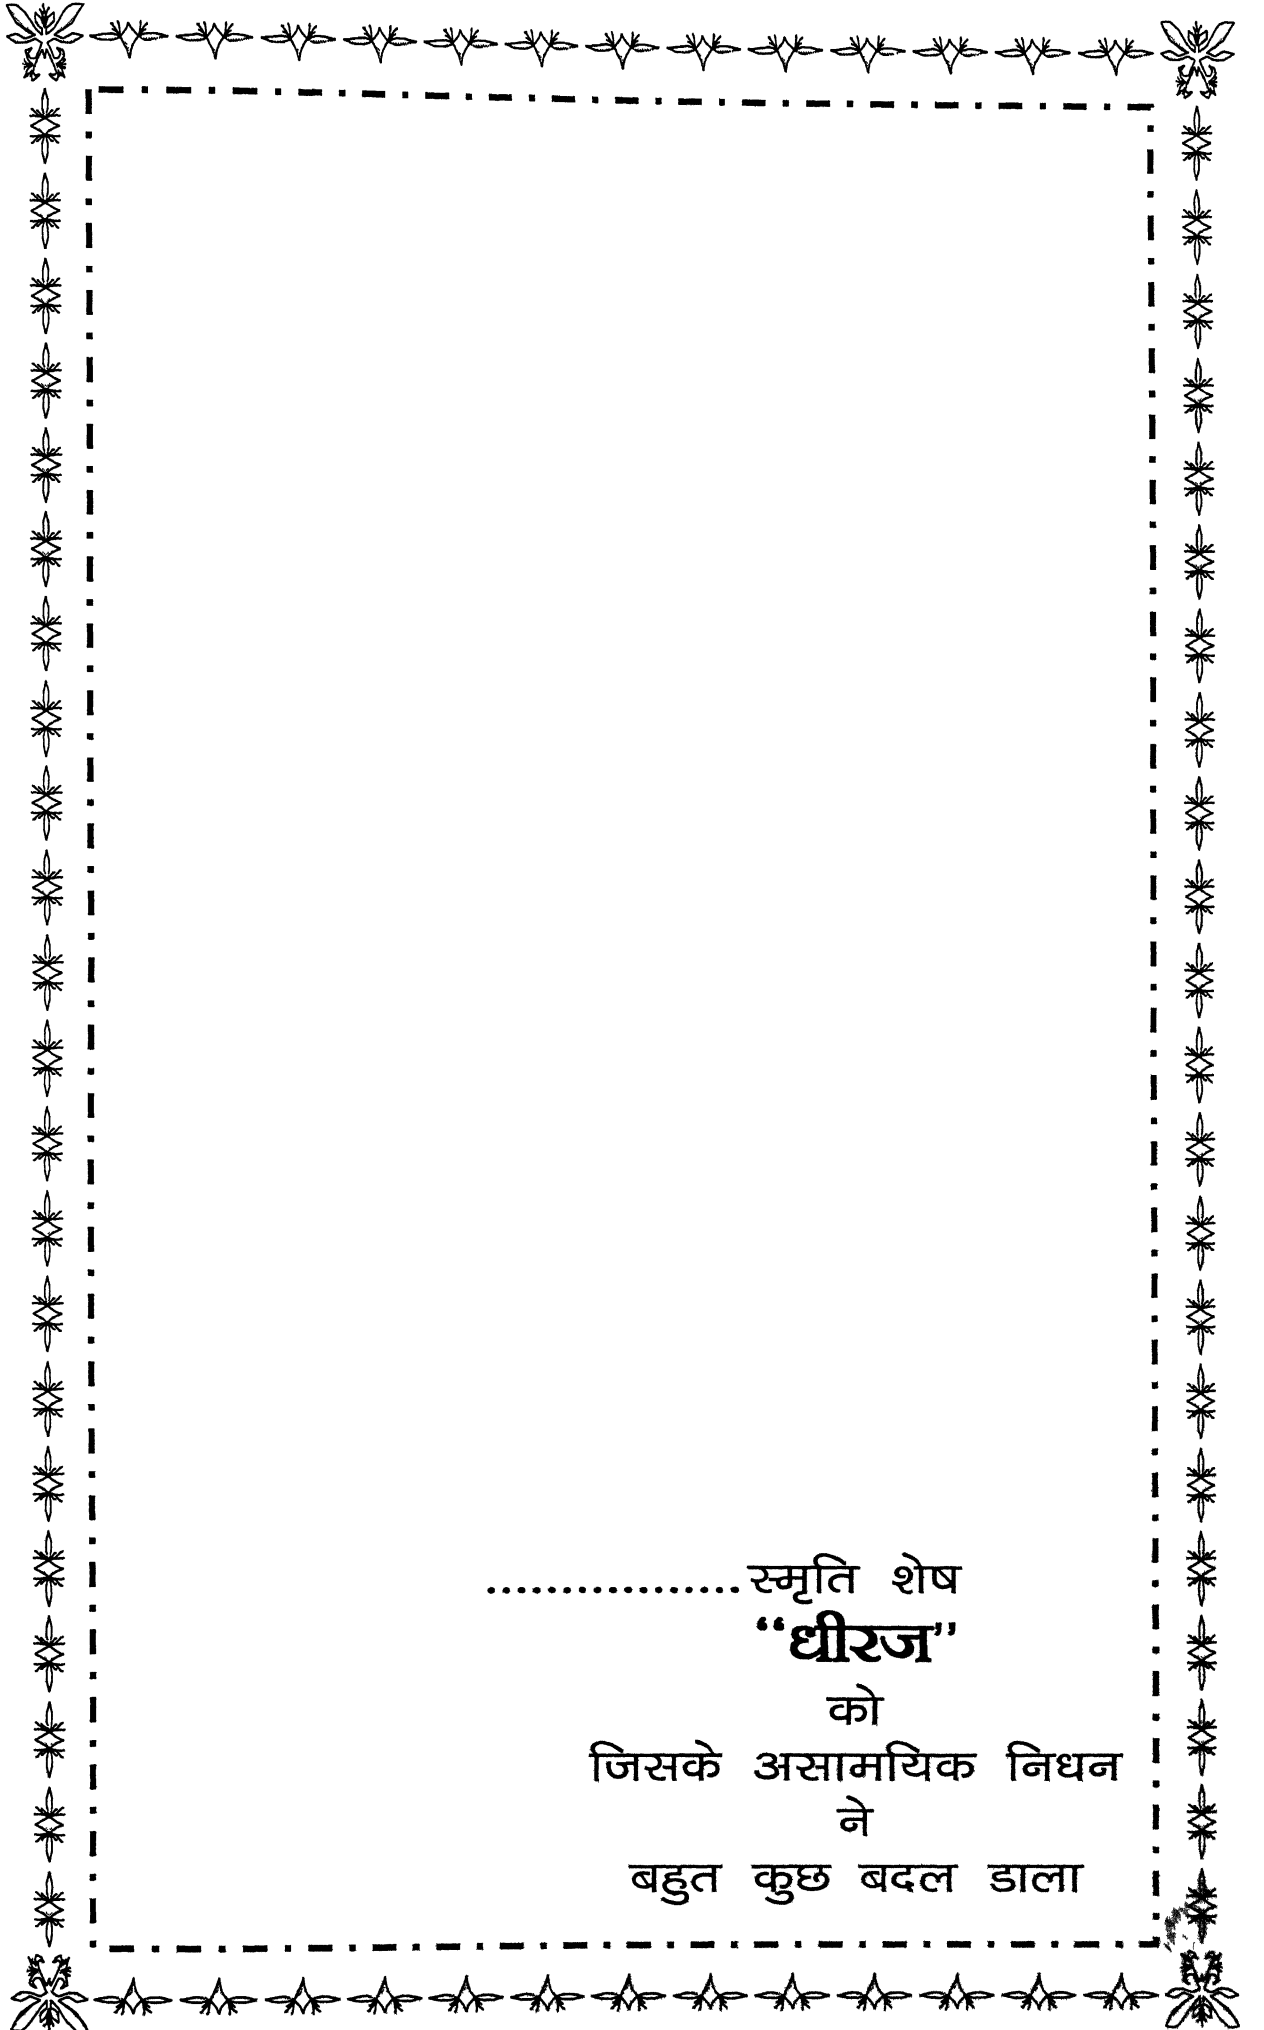 .................स्मृति शेष
“धीरज”
को
जिसके असामयिक निधन
ने
बहुत कुछ बदल डाला